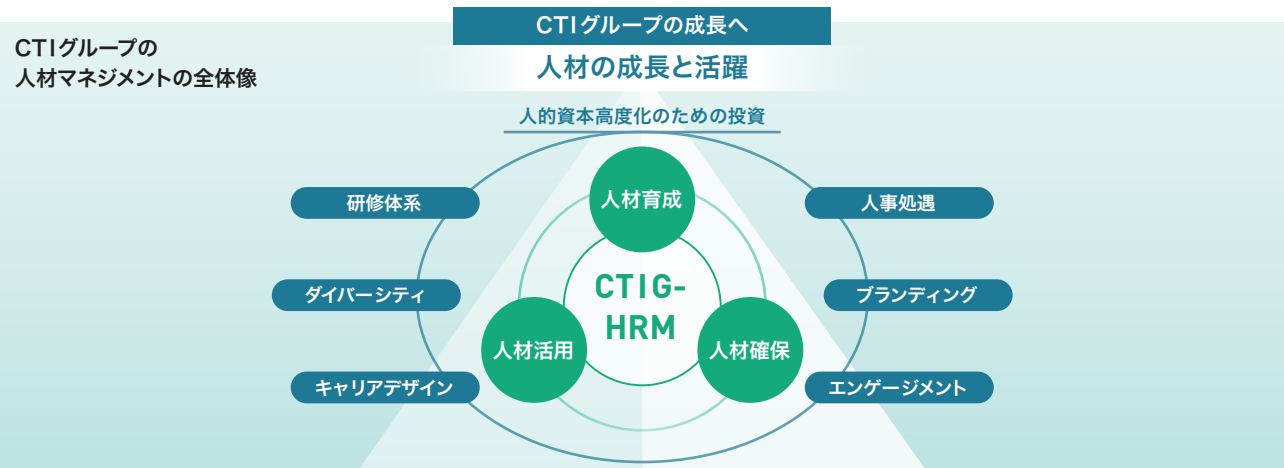 CTIグループの
人材マネジメントの全体像
CTIグループの成長へ
人材の成長と活躍
人的資本高度化のための投資
研修体系
人材育成
人事処遇
ダイバーシティ
CTIG-
HRM
ブランディング
人材活用
人材確保
キャリアデザイン
エンゲージメント